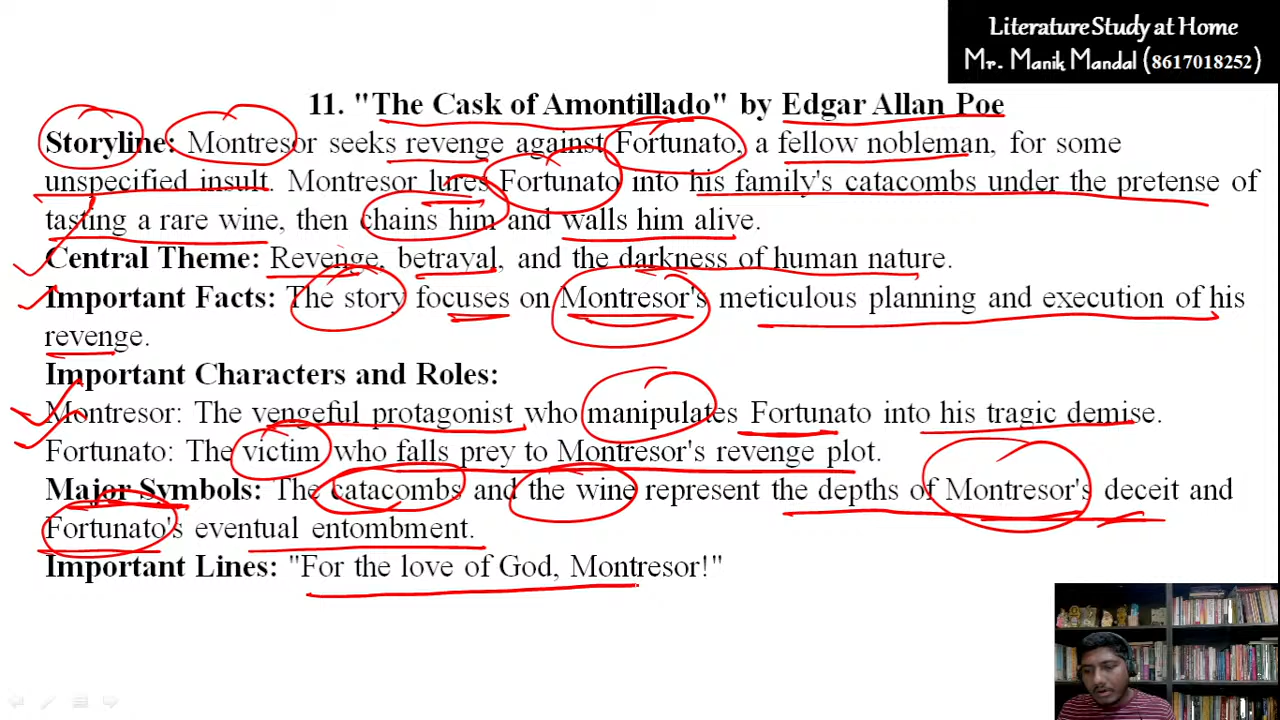 Literature Study at Home
Mr. Manik Mandal (8617018252)
11. "The Cask of Amontillado" by Edgar Allan Poe
Storyline: Montresor seeks revenge against Fortunato, a fellow nobleman, for some
unspecified insult. Montresor lures Fortunato into his family's catacombs under the pretense of
tasting a rare wine, then chains him and walls him alive.
Central Theme: Revenge, betrayal, and the darkness of human nature.
Important Facts: The story focuses on Montresor's meticulous planning and execution of his
revenge.
Important Characters and Roles:
Montresor: The vengeful protagonist who manipulates Fortunato into his tragic demise.
Fortunato: The victim who falls prey to Montresor's revenge plot.
Major Symbols: The catacombs and the wine represent the depths of Montresor's deceit and
Fortunato's eventual entombment.
Important Lines: "For the love of God, Montresor!"